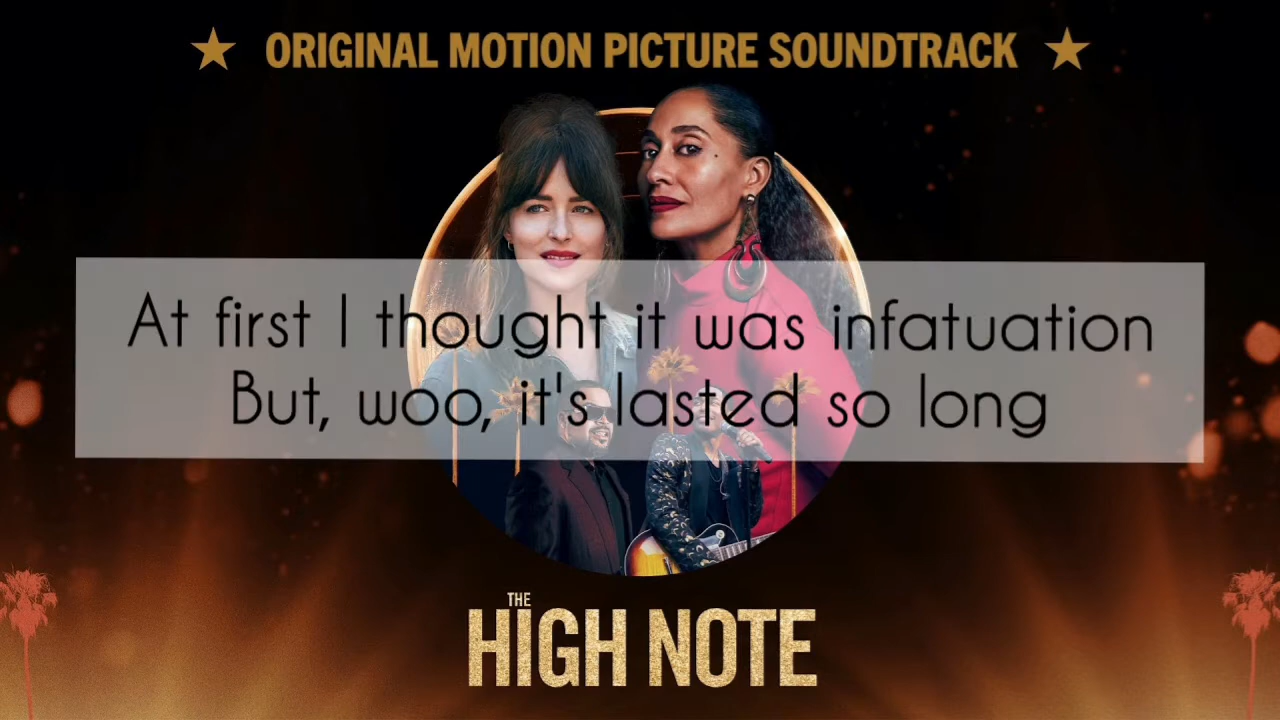 ★ ORIGINAL MOTION PICTURE SOUNDTRACK ★
At first I thought it was infatuation
But, woo, it's lasted so long
THE
HIGH NOTE